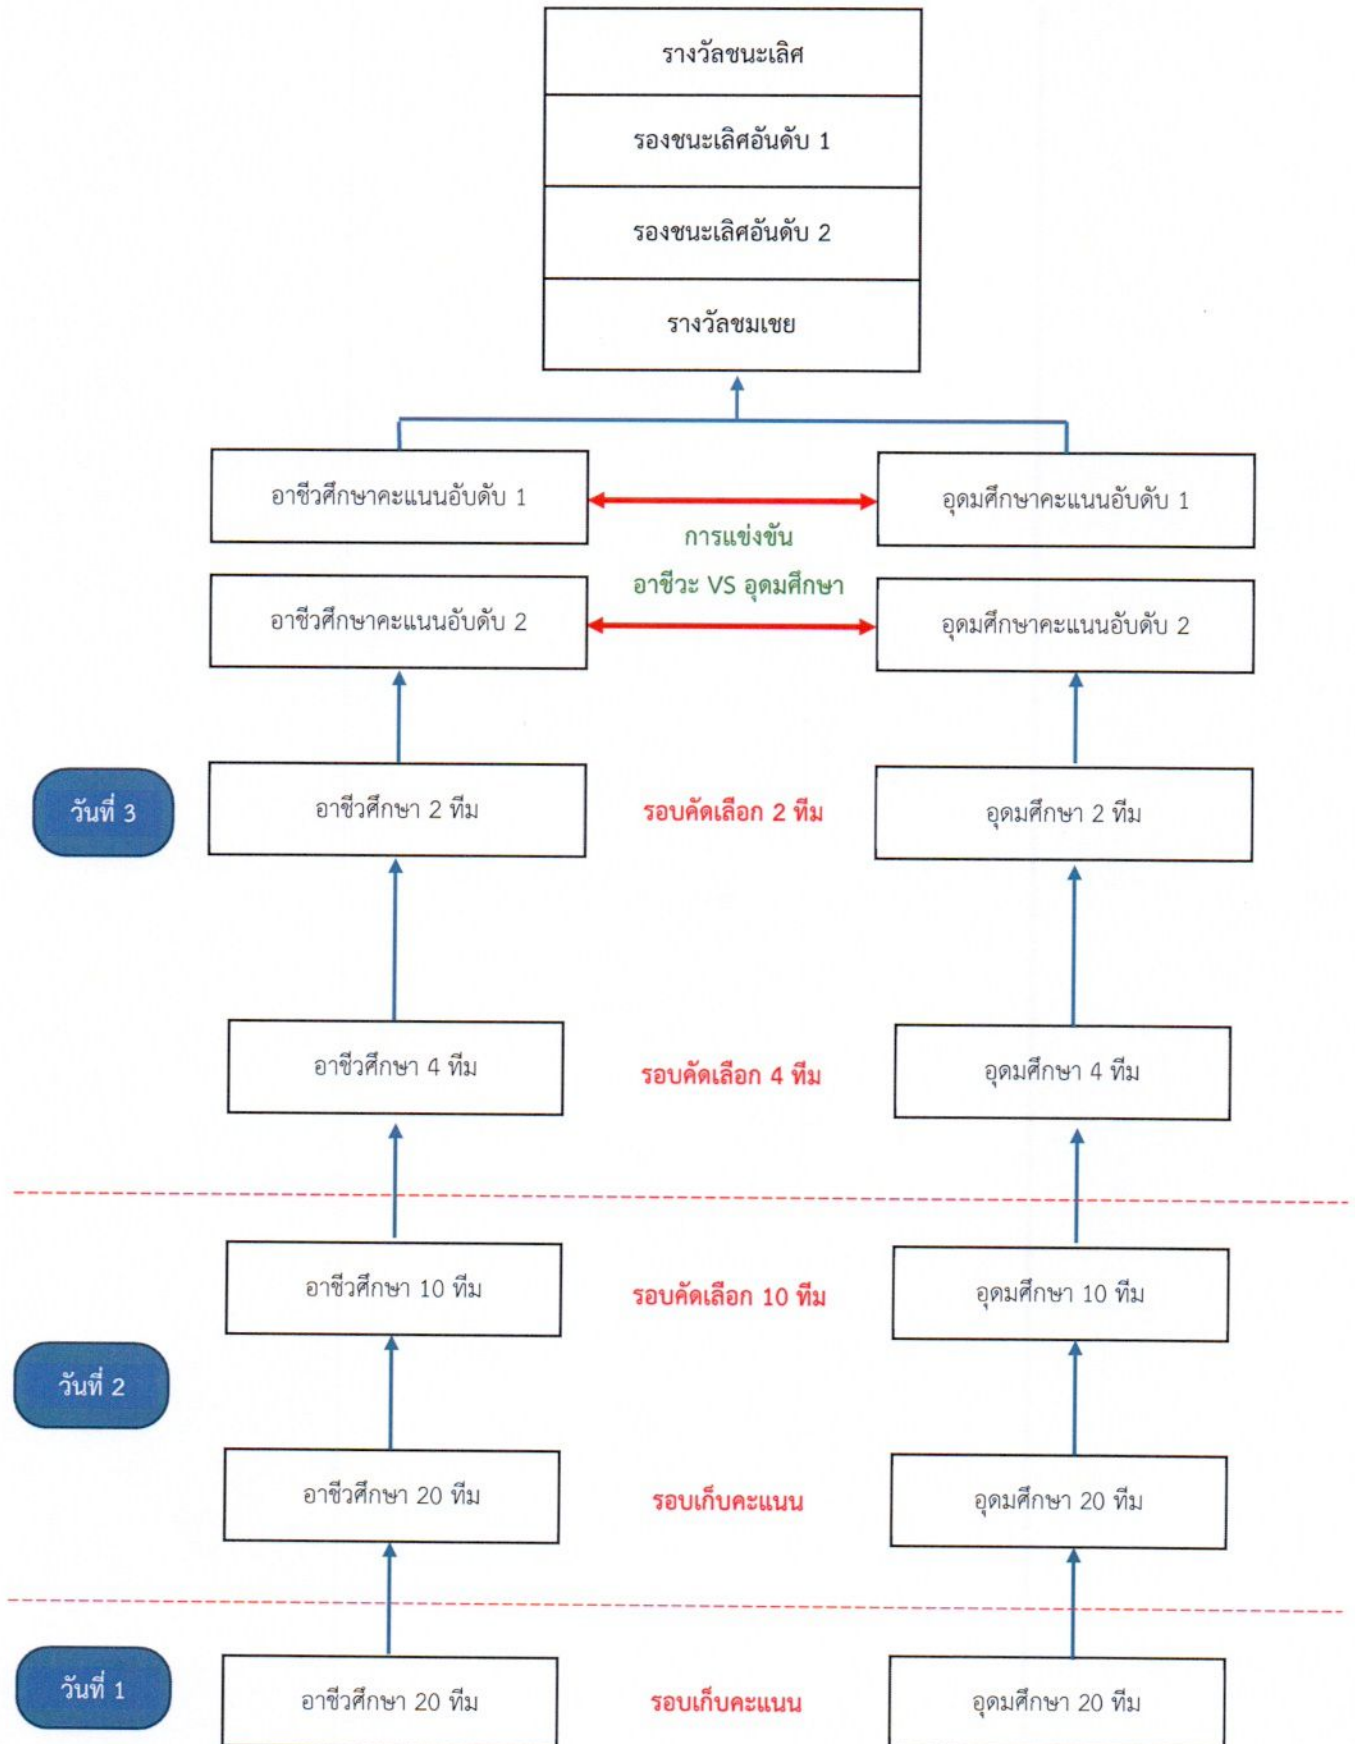 รางวัลชนะเลิศ
รองชนะเลิศอันดับ 1
รองชนะเลิศอันดับ 2
รางวัลชมเชย
อาชีวศึกษาคะแนนอับดับ 1
อุดมศึกษาคะแนนอับดับ 1
การแข่งขัน
อาชีวะ VS อุดมศึกษา
อาชีวศึกษาคะแนนอับดับ 2
อุดมศึกษาคะแนนอับดับ 2
วันที่ 3
อาชีวศึกษา 2 ทีม
รอบคัดเลือก 2 ทีม
อุดมศึกษา 2 ทีม
อาชีวศึกษา 4 ทีม
รอบคัดเลือก 4 ทีม
อุดมศึกษา 4 ทีม
อาชีวศึกษา 10 ทีม
รอบคัดเลือก 10 ทีม
อุดมศึกษา 10 ทีม
วันที่ 2
อาชีวศึกษา 20 ทีม
รอบเก็บคะแนน
อุดมศึกษา 20 ทีม
วันที่ 1
อาชีวศึกษา 20 ทีม
รอบเก็บคะแนน
อุดมศึกษา 20 ทีม